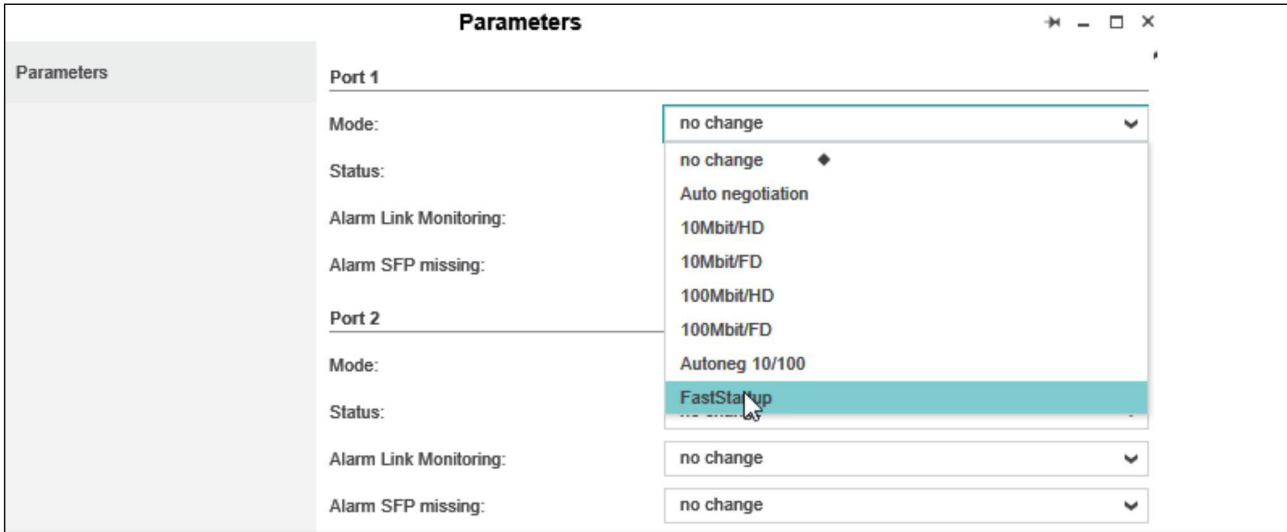 Parameters
Parameters
Port 1
Mode:
no change
no change
Status:
Auto negotiation
10Mbit/HD
Alarm Link Monitoring:
10Mbit/FD
Alarm SFP missing:
100Mbit/HD
Port 2
100Mbit/FD
Mode:
Autoneg 10/100
FastStartup
Status:
no change
Alarm Link Monitoring:
no change
Alarm SFP missing:
no change